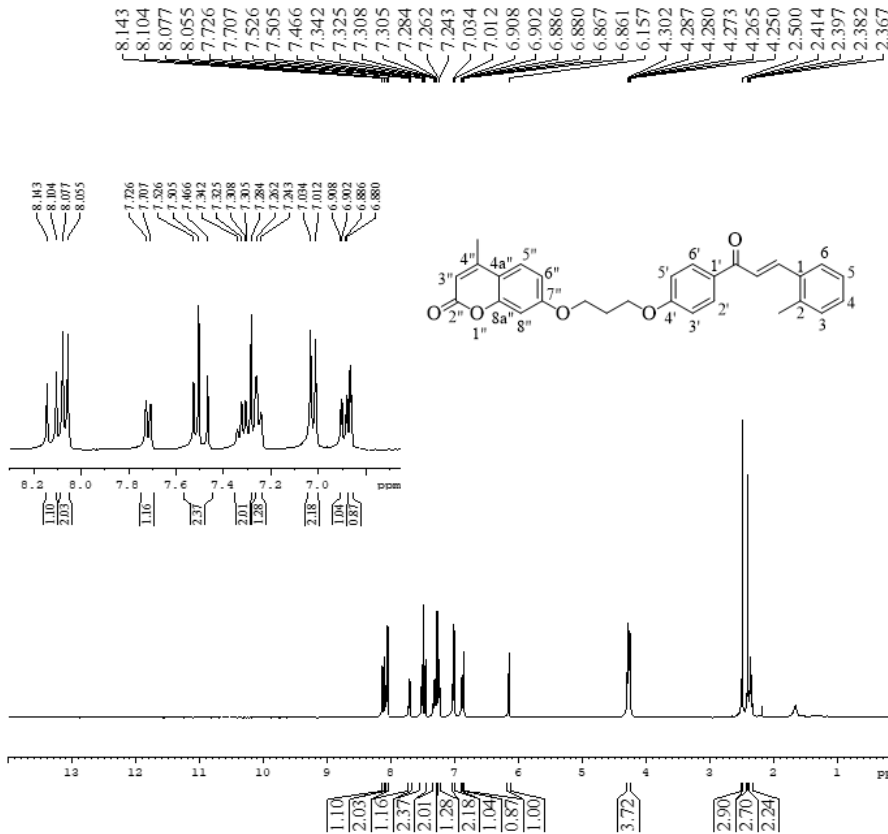 8.143 8.104 8.077 8.055 7.726 7.707 7.526 7.505 7.466 7.342 7.325 7.308 7.305 7.284 7.262 7.243 7.034 7.012 6.908 6.902 6.886 6.880 6.867 6.861 6.157 4.302 4.287 4.280 4.273 4.265 4.250 2.500 2.414 2.397 2.382 2.367
8.143 8.104 8.077 8.055 7.726 7.707 7.526 7.505 7.466 7.342 7.325 7.308 7.305 7.284 7.262 7.243 7.034 7.012 6.908 6.902 6.886 6.880
O
4" 5" 6' 6
3" 4a" 6" 5' 1' 1 5
7" 2' 2 4
O 2" O 8a" 8" O O 4' 3' 3
1"
8.2 8.0 7.8 7.6 7.4 7.2 7.0 ppm
1.10 2.03 1.16 2.37 2.01 1.28 2.18 1.04 0.87
13 12 11 10 9 8 7 6 5 4 3 2 1 pp
1.10 2.03 1.16 2.37 2.01 1.28 2.18 1.04 0.87 1.00 3.72 2.90 2.70 2.24